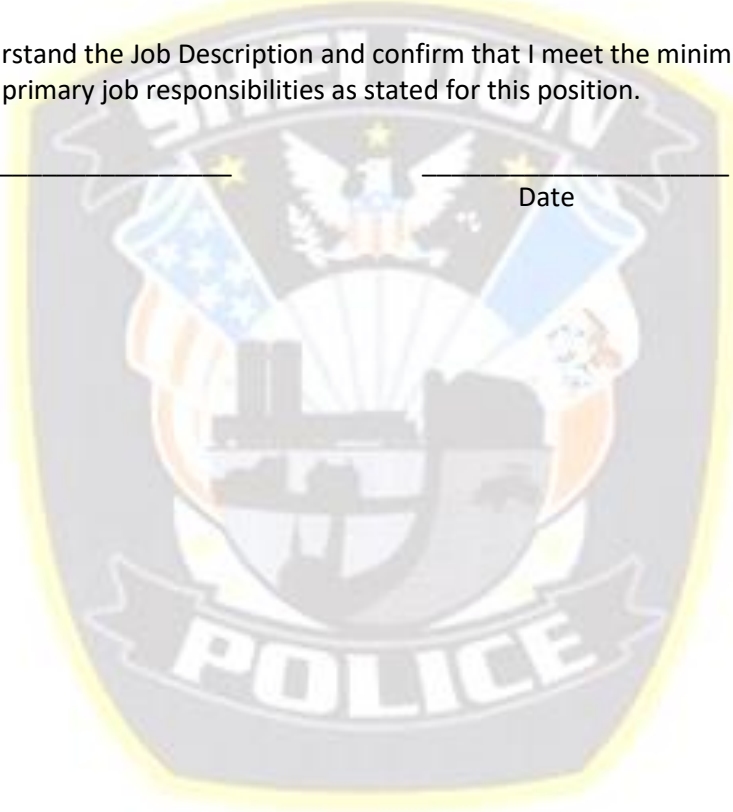 rstand the Job Description and confirm that I meet the minim
primary job responsibilities as stated for this position.
Date
SHELDON
POLICE